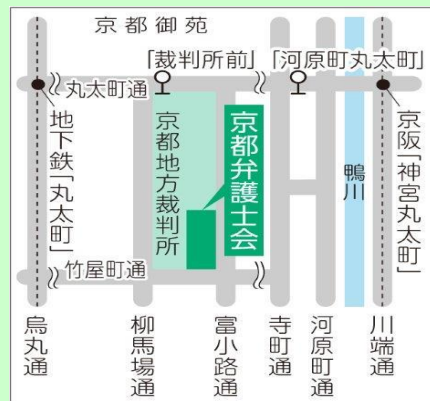 京都御苑
「裁判所前」
「河原町丸太町」
丸太町通
地下鉄「丸太町」
京都地方裁判所
京都弁護士会
鴨川
京阪「神宮丸太町」
竹屋町通
烏丸通
柳馬場通
富小路通
寺町通
河原町通
川端通